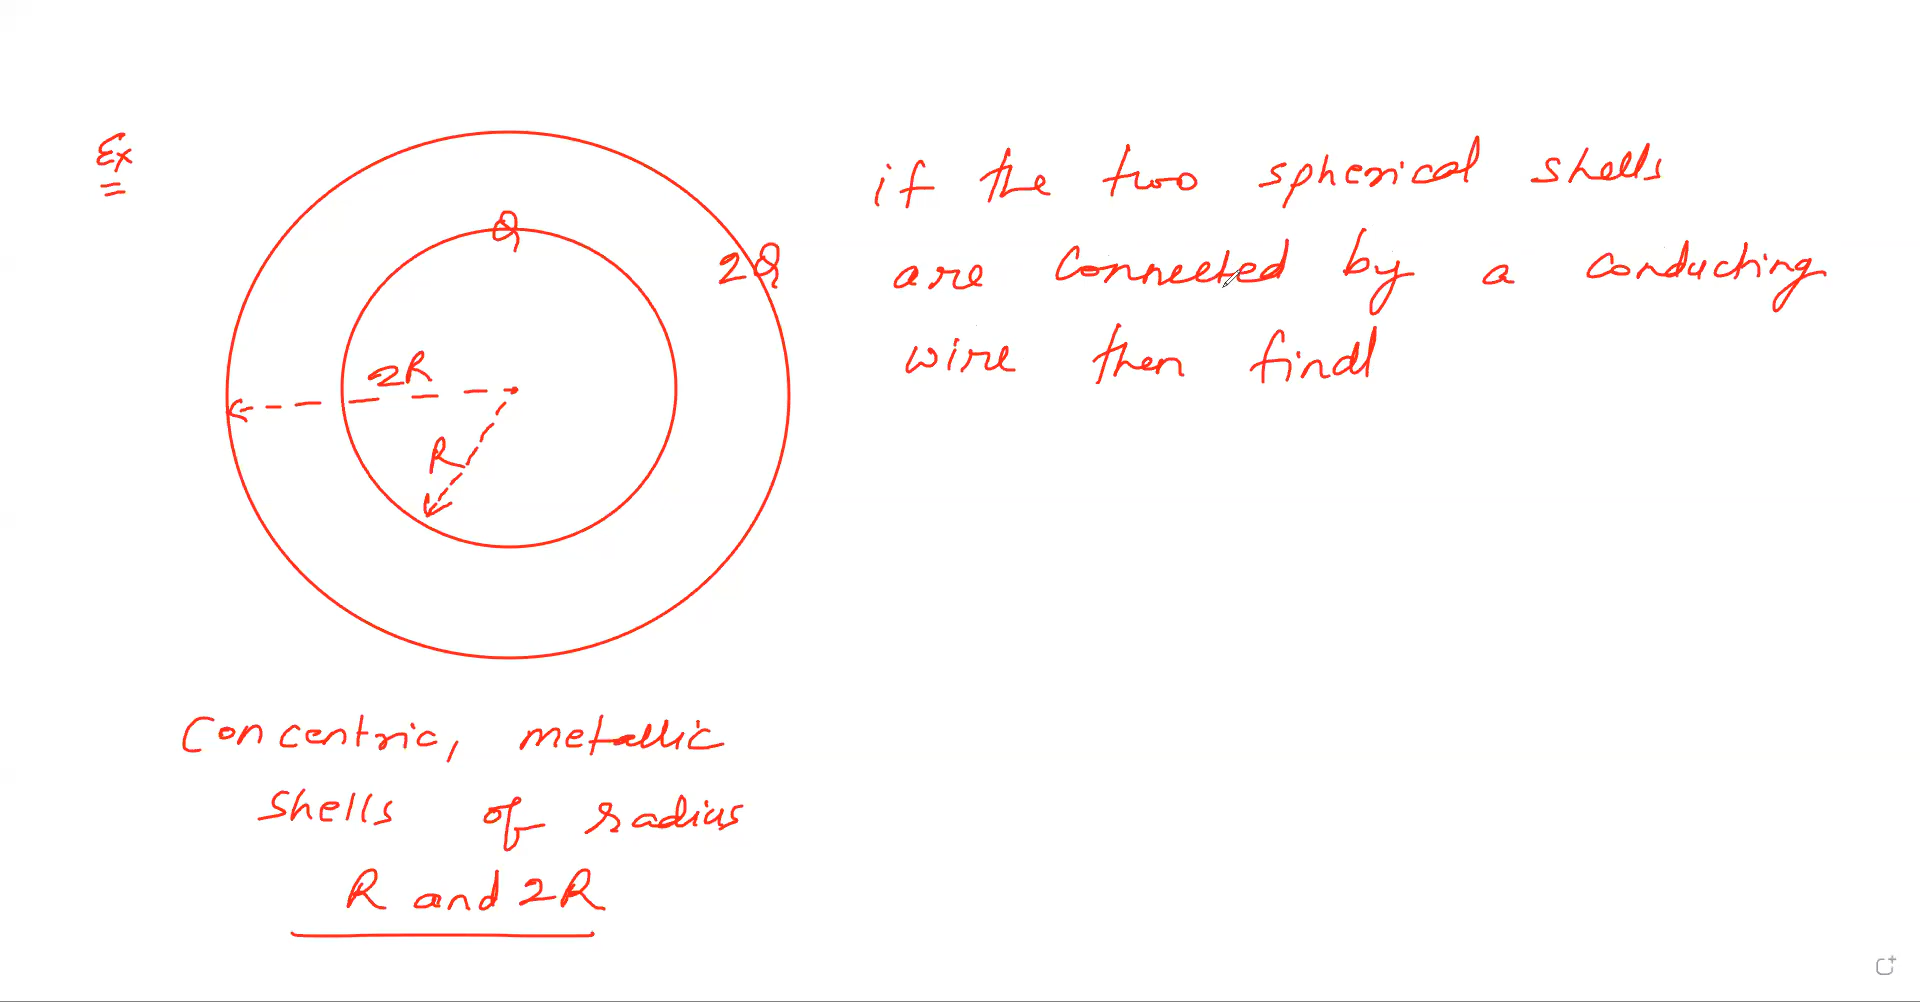 Ex
Q
2Q
2R
R
Concentric, metallic
shells of radius
R and 2R
if the two spherical shells
are connected by a conducting
wire then find